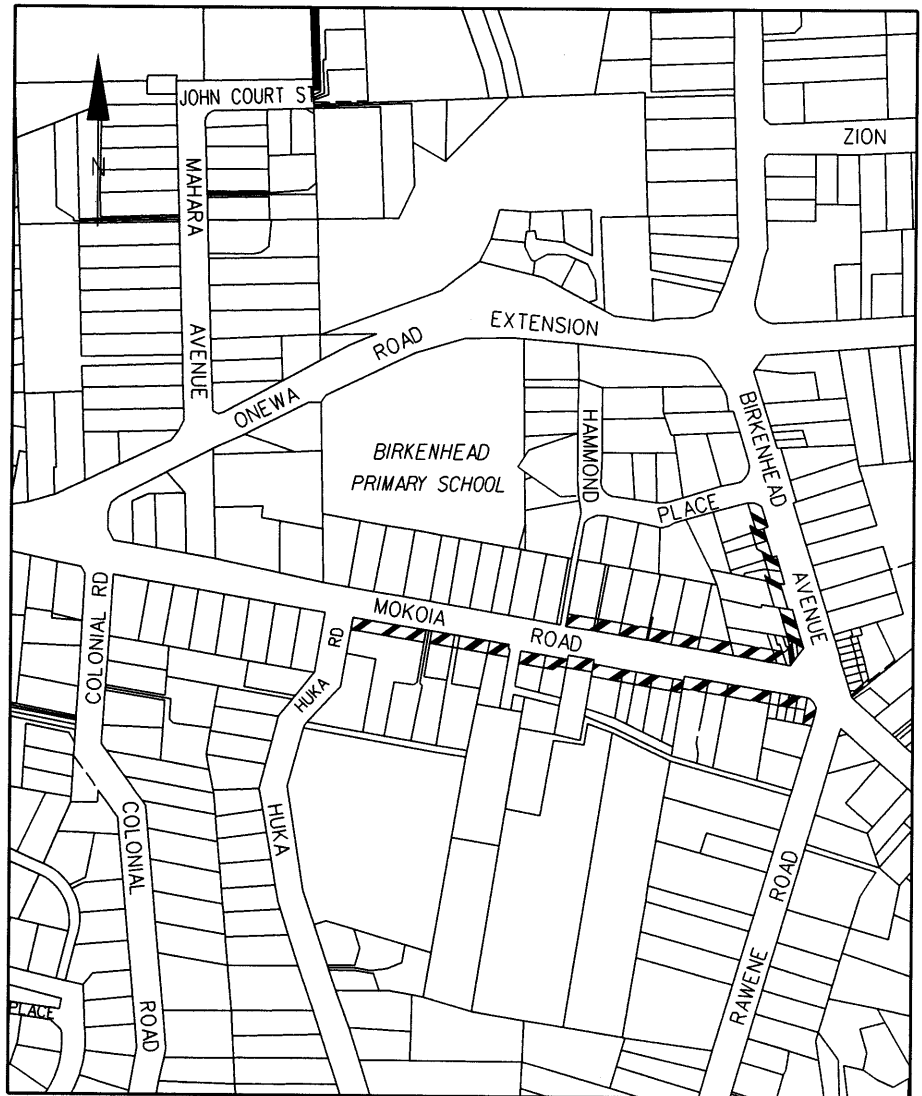 JOHN COURT ST
ZION
N
MAHARA
AVENUE
ONEWA
ROAD
EXTENSION
BIRKENHEAD
AVENUE
HAMMOND
PLACE
BIRKENHEAD
PRIMARY SCHOOL
MOKOIA
ROAD
COLONIAL RD
HUKA
RD
HUKA
COLONIAL
ROAD
RAWENE
ROAD
PLACE